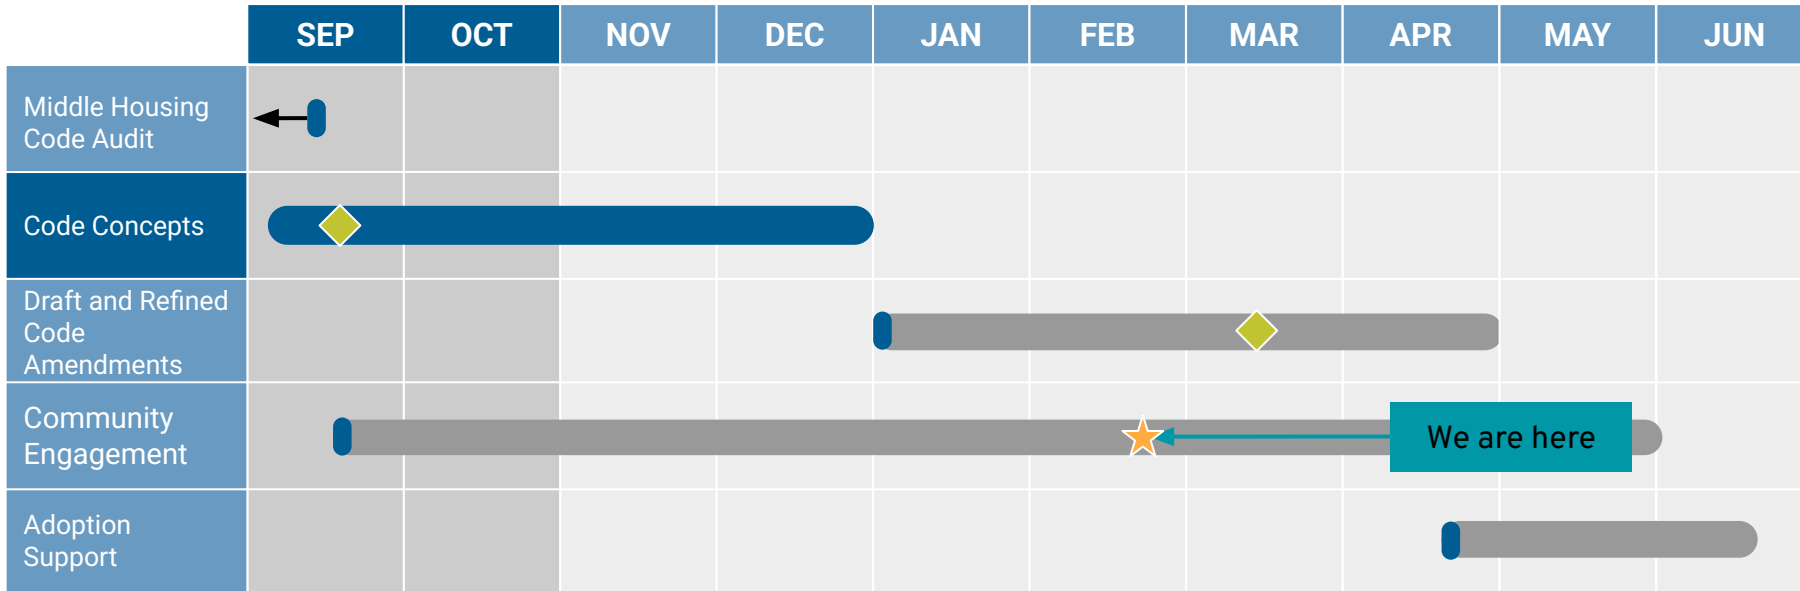 SEP OCT NOV DEC JAN FEB MAR APR MAY JUN
Middle Housing
Code Audit
Code Concepts
Draft and Refined
Code
Amendments
Community
Engagement
We are here
Adoption
Support